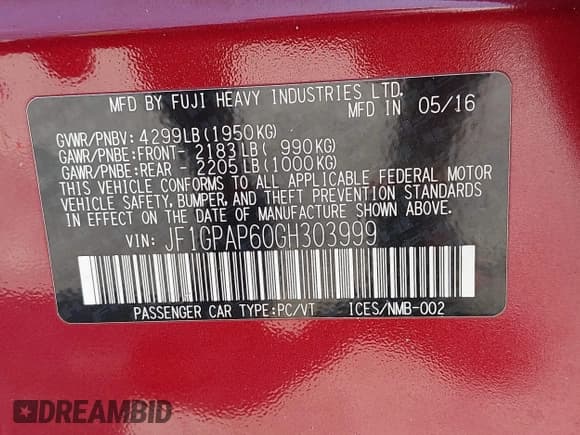 MFD BY FUJI HEAVY INDUSTRIES LTD.
MFD IN 05/16
GVWR/PNBV: 4299LB(1950KG)
GAWR/PNBE:FRONT- 2183LB( 990KG)
GAWR/PNBE:REAR - 2205LB(1000KG)
THIS VEHICLE CONFORMS TO ALL APPLICABLE FEDERAL MOTOR
VEHICLE SAFETY, BUMPER, AND THEFT PREVENTION STANDARDS
IN EFFECT ON THE DATE OF MANUFACTURE SHOWN ABOVE.
VIN: JF1GPAP60GH303999
PASSENGER CAR TYPE:PC/VT ICES/NMB-002
DREAMBID